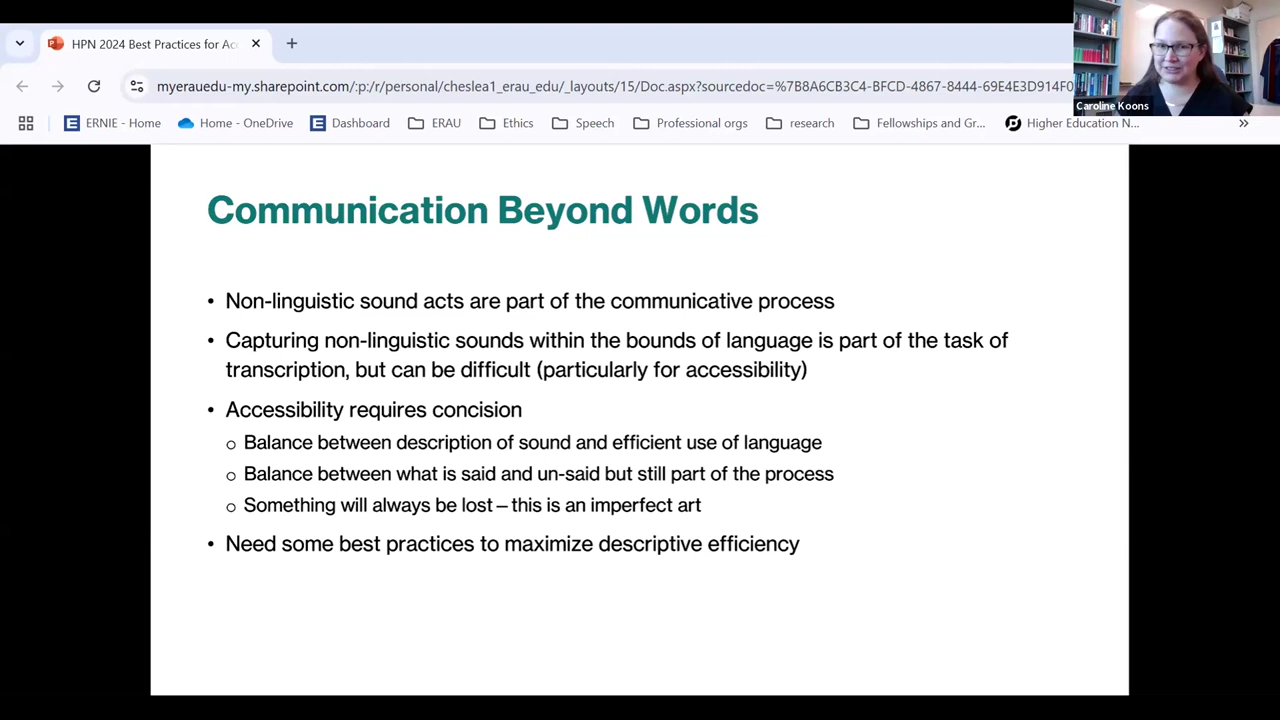 HPN 2024 Best Practices for Ac
myerauedu-my.sharepoint.com/:p:/r/personal/cheslea1_erau_edu/_layouts/15/Doc.aspx?sourcedoc=%7B8A6CB3C4-BFCD-4867-8444-69E4E3D914F0
Caroline Koons
ERNIE - Home
Home - OneDrive
Dashboard
ERAU
Ethics
Speech
Professional orgs
research
Fellowships and Gr...
Higher Education N...
Communication Beyond Words
• Non-linguistic sound acts are part of the communicative process
• Capturing non-linguistic sounds within the bounds of language is part of the task of
transcription, but can be difficult (particularly for accessibility)
• Accessibility requires concision
o Balance between description of sound and efficient use of language
o Balance between what is said and un-said but still part of the process
o Something will always be lost – this is an imperfect art
• Need some best practices to maximize descriptive efficiency